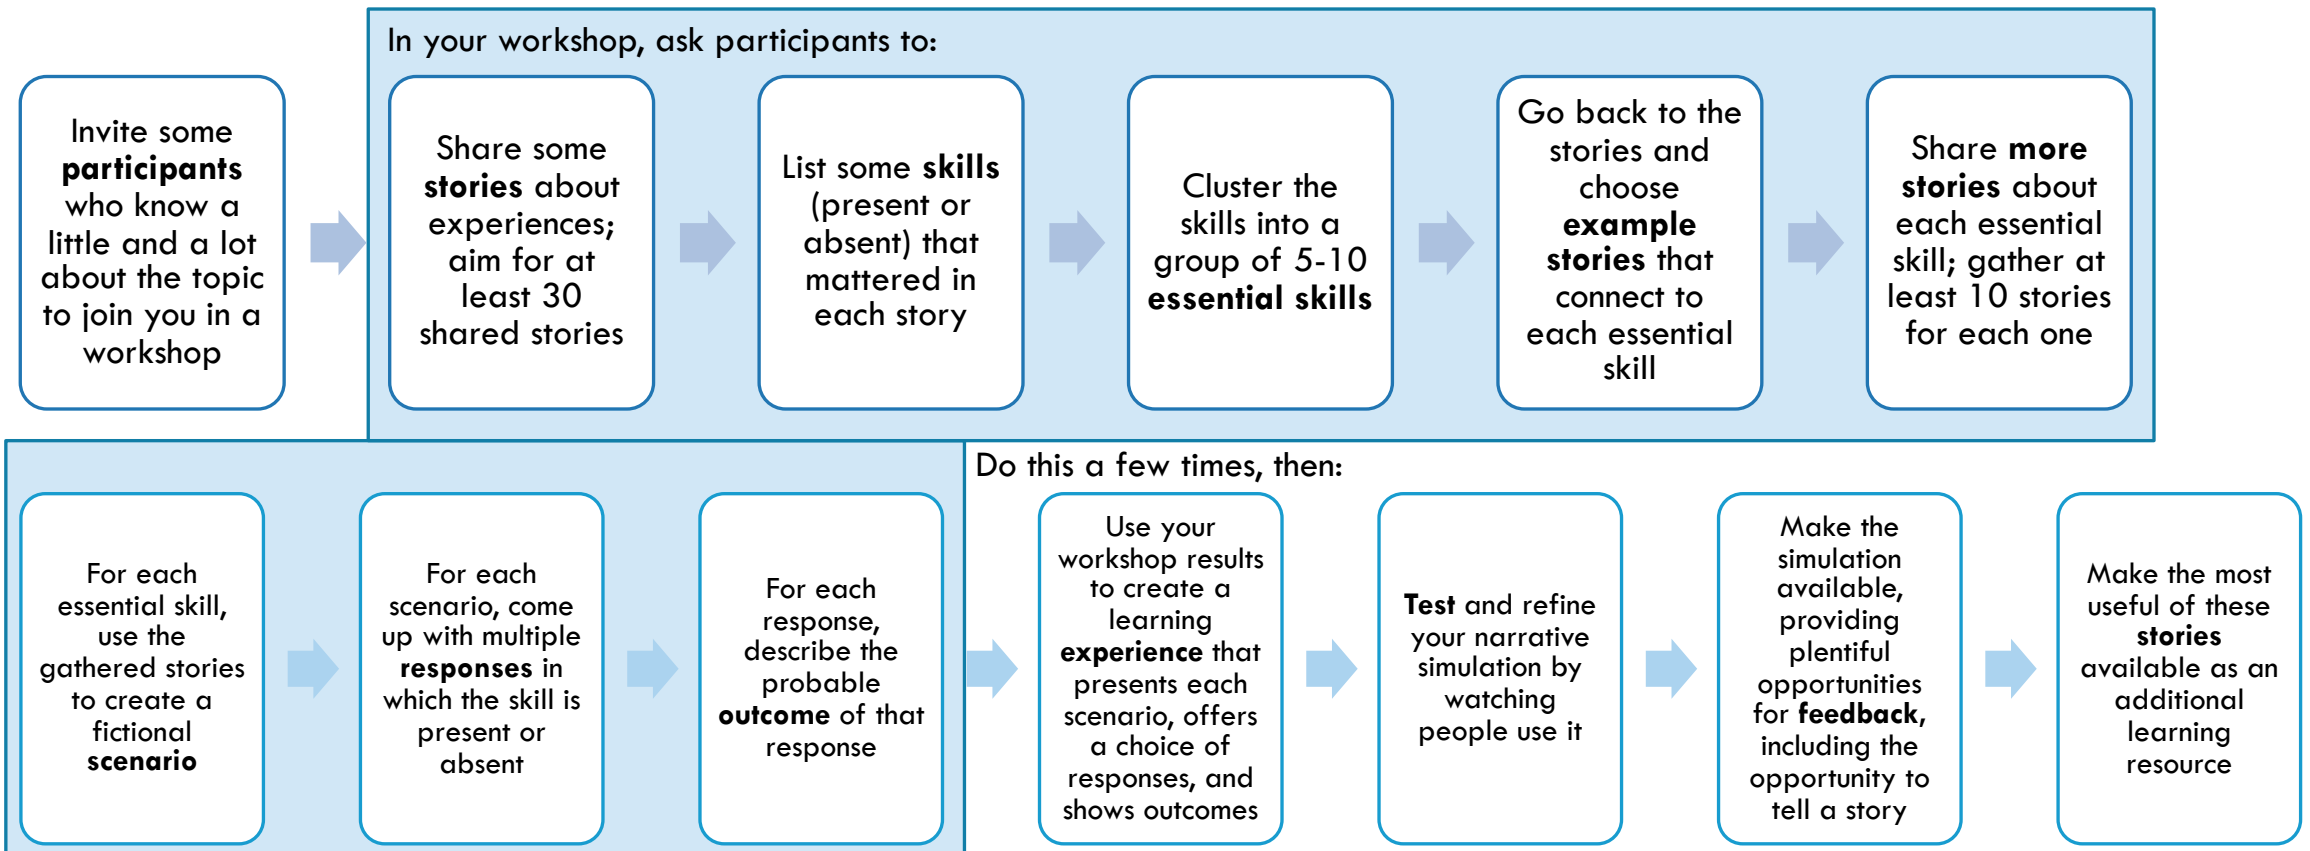 In your workshop, ask participants to:
Invite some
participants
who know a
little and a lot
about the topic
to join you in a
workshop
Share some
stories about
experiences;
aim for at
least 30
shared stories
List some skills
(present or
absent) that
mattered in
each story
Cluster the
skills into a
group of 5-10
essential skills
Go back to the
stories and
choose
example
stories that
connect to
each essential
skill
Share more
stories about
each essential
skill; gather at
least 10 stories
for each one
Do this a few times, then:
For each
essential skill,
use the
gathered stories
to create a
fictional
scenario
For each
scenario, come
up with multiple
responses in
which the skill is
present or
absent
For each
response,
describe the
probable
outcome of that
response
Use your
workshop results
to create a
learning
experience that
presents each
scenario, offers
a choice of
responses, and
shows outcomes
Test and refine
your narrative
simulation by
watching
people use it
Make the
simulation
available,
providing
plentiful
opportunities
for feedback,
including the
opportunity to
tell a story
Make the most
useful of these
stories
available as an
additional
learning
resource